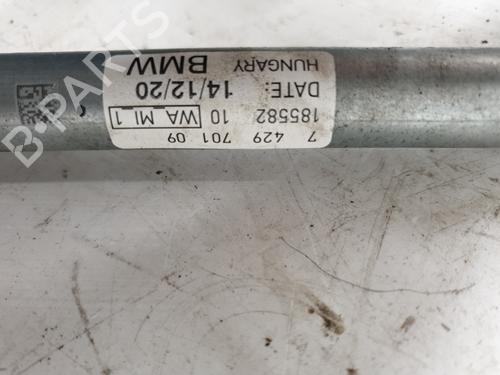 7 429 701 09
185582 10 WA MI 1
DATE: 14/12/20
HUNGARY BMW
B-PARTS